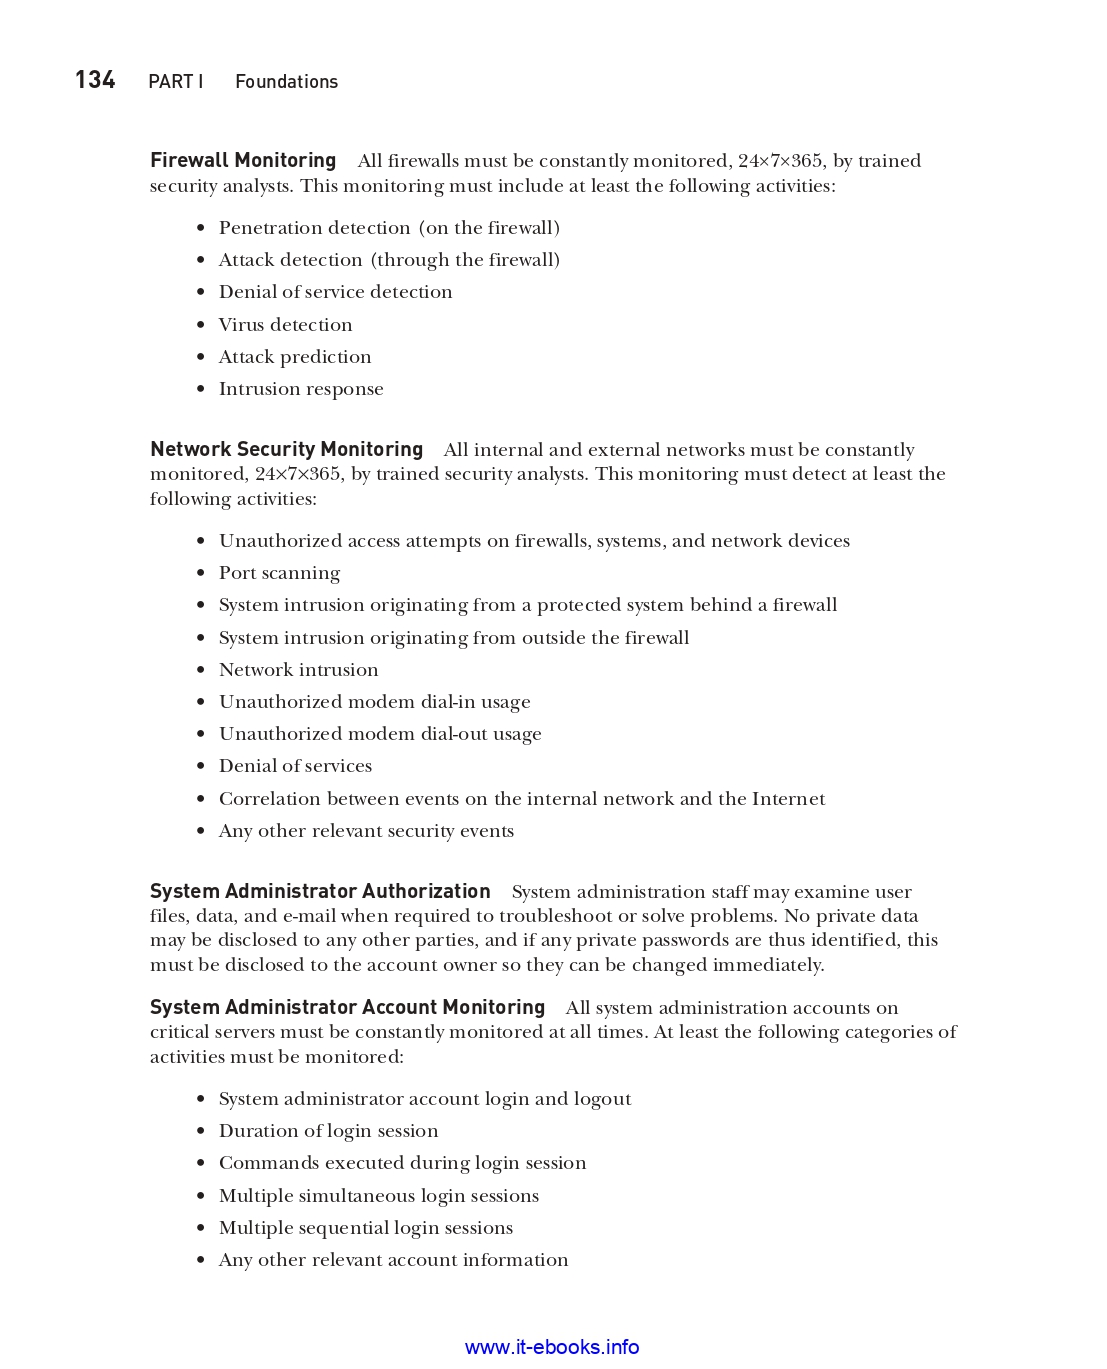 134 PART I Foundations
Firewall Monitoring All firewalls must be constantly monitored, 24×7×365, by trained
security analysts. This monitoring must include at least the following activities:
• Penetration detection (on the firewall)
• Attack detection (through the firewall)
• Denial of service detection
• Virus detection
• Attack prediction
• Intrusion response
Network Security Monitoring All internal and external networks must be constantly
monitored, 24×7×365, by trained security analysts. This monitoring must detect at least the
following activities:
• Unauthorized access attempts on firewalls, systems, and network devices
• Port scanning
• System intrusion originating from a protected system behind a firewall
• System intrusion originating from outside the firewall
• Network intrusion
• Unauthorized modem dial-in usage
• Unauthorized modem dial-out usage
• Denial of services
• Correlation between events on the internal network and the Internet
• Any other relevant security events
System Administrator Authorization System administration staff may examine user
files, data, and e-mail when required to troubleshoot or solve problems. No private data
may be disclosed to any other parties, and if any private passwords are thus identified, this
must be disclosed to the account owner so they can be changed immediately.
System Administrator Account Monitoring All system administration accounts on
critical servers must be constantly monitored at all times. At least the following categories of
activities must be monitored:
• System administrator account login and logout
• Duration of login session
• Commands executed during login session
• Multiple simultaneous login sessions
• Multiple sequential login sessions
• Any other relevant account information
www.it-ebooks.info